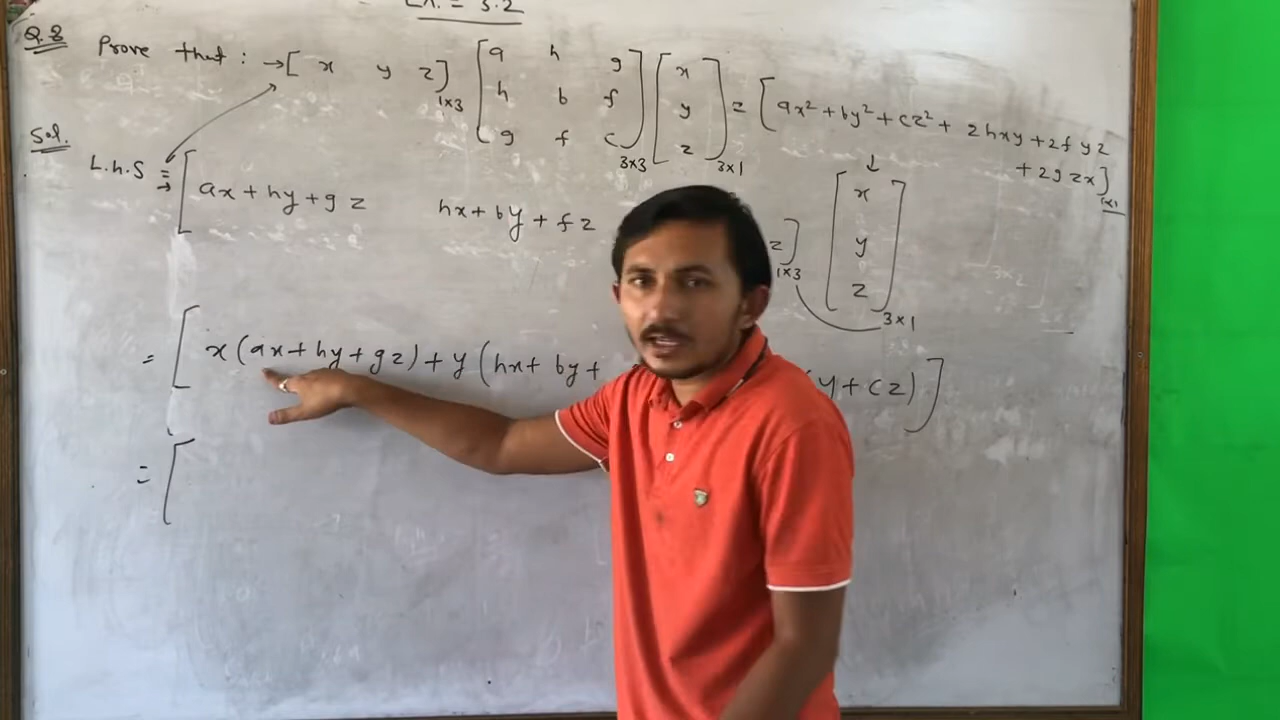 Ex. = 5.2
Q.8 Prove that : → [ x y z ]1x3 [ a h g
h b f
g f c ]3x3 [ x
y
z ]3x1 = [ ax² + by² + cz² + 2hxy + 2fyz
+ 2gzx ]1x1
Sol.
L.h.S = → [ ax + hy + gz hx + by + fz z ]1x3 [ x
y
z ]3x1
= [ x (ax + hy + gz) + y (hx + by + y + cz) ]
= [